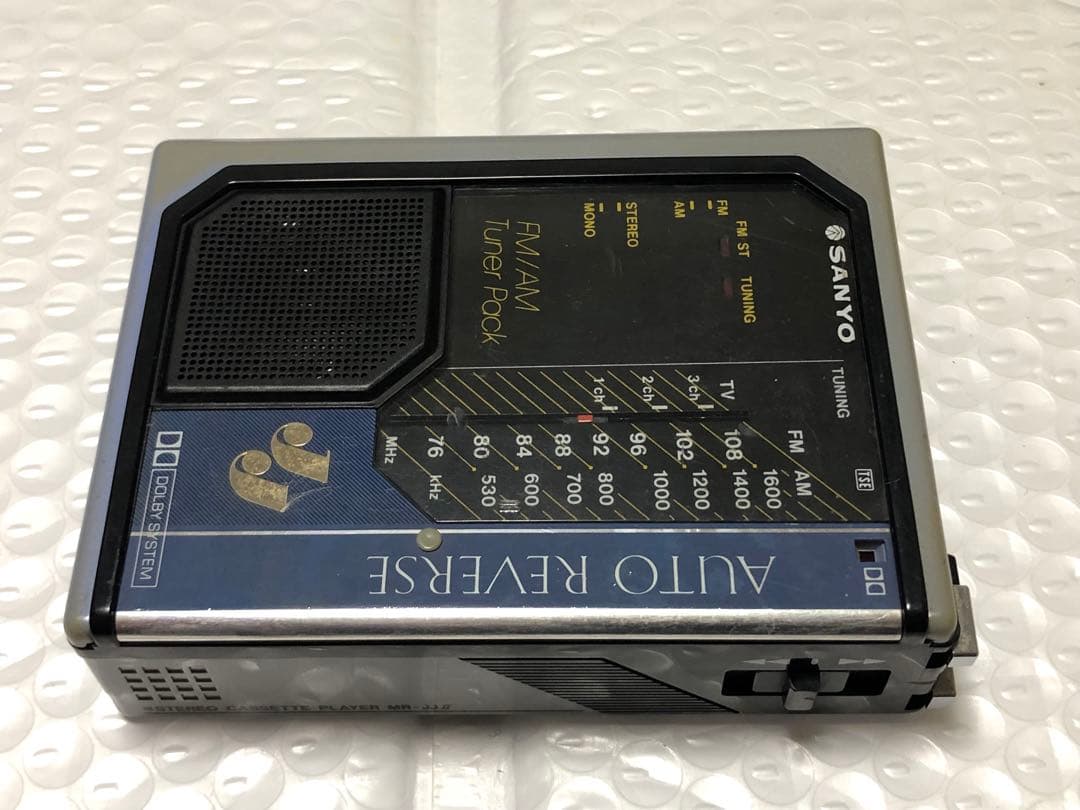 SANYO
FM
AM
FM ST TUNING
STEREO
MONO
FM/AM
Tuner Pack
TUNING
TSE
TV
3ch
2ch
1ch
FM AM
108 1600
102 1400
96 1200
92 1000
88 800
84 700
80 600
76 530
MHz kHz
JJ
DOLBY SYSTEM
AUTO REVERSE
STEREO CASSETTE PLAYER MR-JJ II